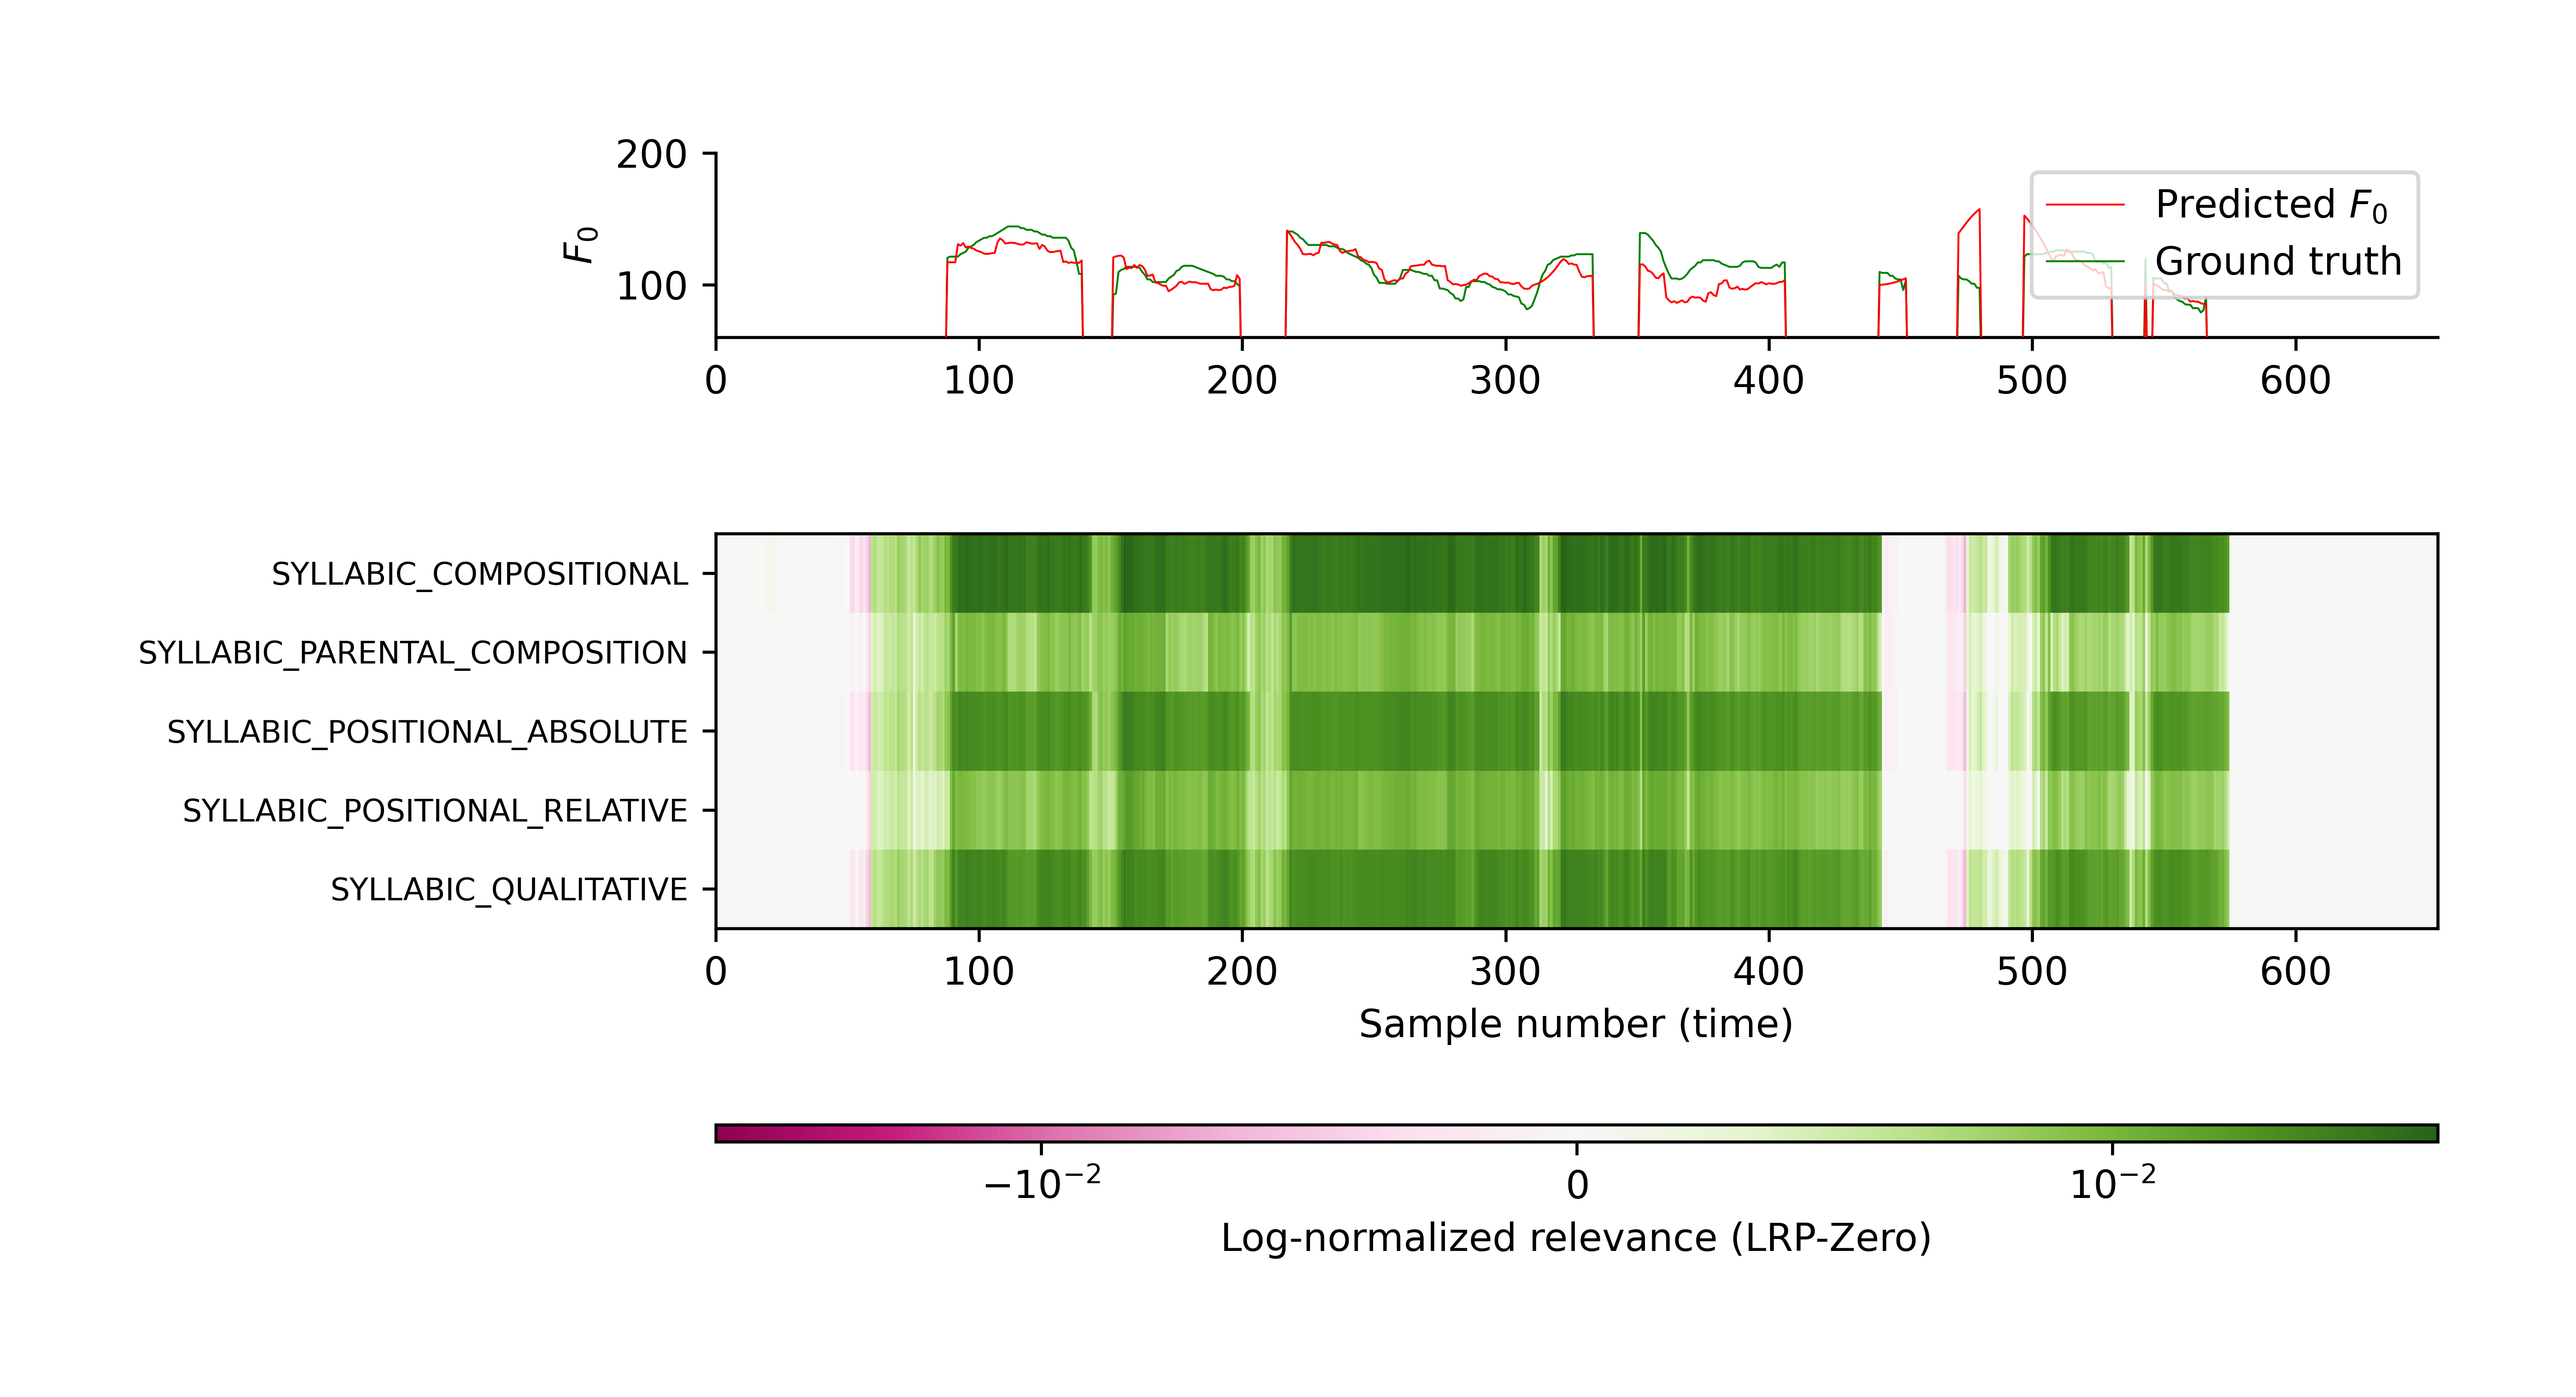 200
100
F₀
Predicted F₀
Ground truth
0 100 200 300 400 500 600
SYLLABIC_COMPOSITIONAL
SYLLABIC_PARENTAL_COMPOSITION
SYLLABIC_POSITIONAL_ABSOLUTE
SYLLABIC_POSITIONAL_RELATIVE
SYLLABIC_QUALITATIVE
0 100 200 300 400 500 600
Sample number (time)
−10⁻² 0 10⁻²
Log-normalized relevance (LRP-Zero)